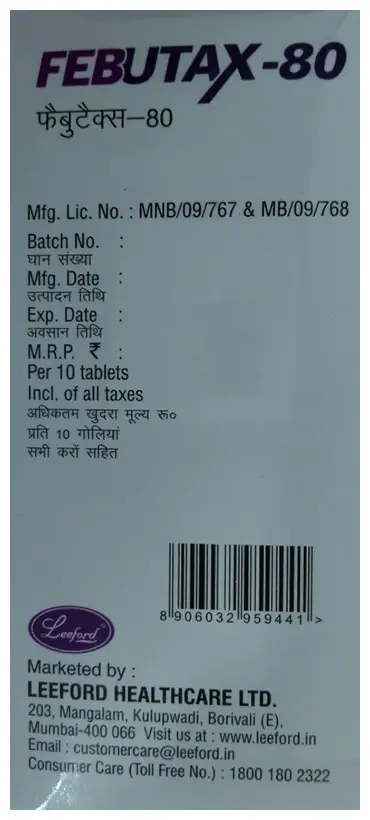 FEBUTAX-80
फैबुटैक्स–80
Mfg. Lic. No. : MNB/09/767 & MB/09/768
Batch No. :
घान संख्या
Mfg. Date :
उत्पादन तिथि
Exp. Date :
अवसान तिथि
M.R.P. ₹ :
Per 10 tablets
Incl. of all taxes
अधिकतम खुदरा मूल्य रू०
प्रति 10 गोलियां
सभी करों सहित
8 906032 959441 >
Leeford
Marketed by :
LEEFORD HEALTHCARE LTD.
203, Mangalam, Kulupwadi, Borivali (E),
Mumbai-400 066 Visit us at : www.leeford.in
Email : customercare@leeford.in
Consumer Care (Toll Free No.) : 1800 180 2322